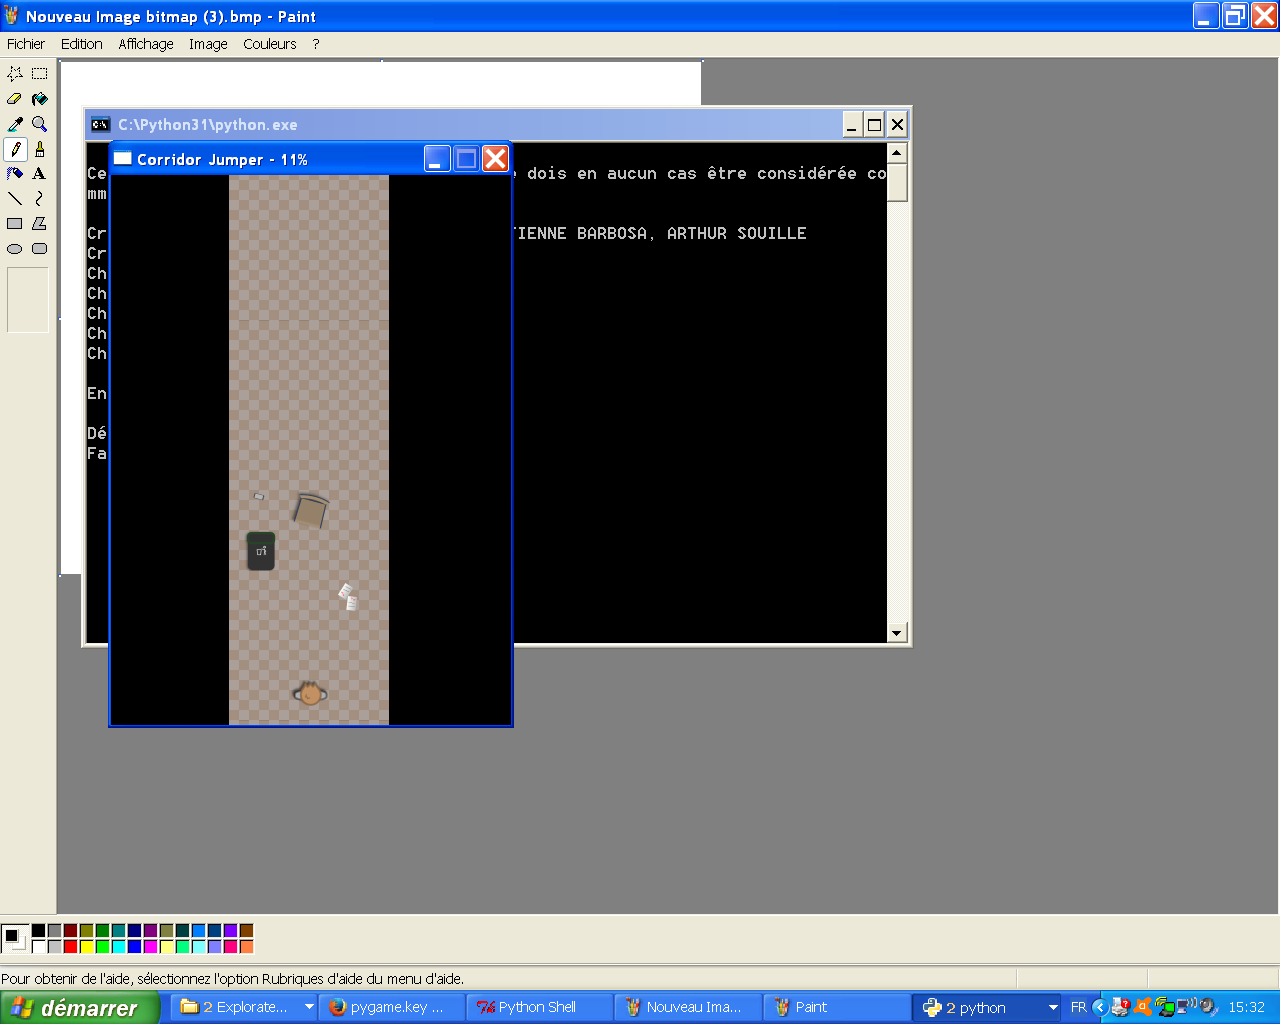 Nouveau Image bitmap (3).bmp - Paint
Fichier Edition Affichage Image Couleurs ?
C:\Python31\python.exe
Corridor Jumper - 11%
Ce
dois en aucun cas être considérée co
mm
Cr
TIENNE BARBOSA, ARTHUR SOUILLE
Cr
Ch
Ch
Ch
Ch
Ch
En
Dé
Fa
Pour obtenir de l'aide, sélectionnez l'option Rubriques d'aide du menu d'aide.
démarrer
2 Explorate...
pygame.key ...
Python Shell
Nouveau Ima...
Paint
2 python
FR
15:32